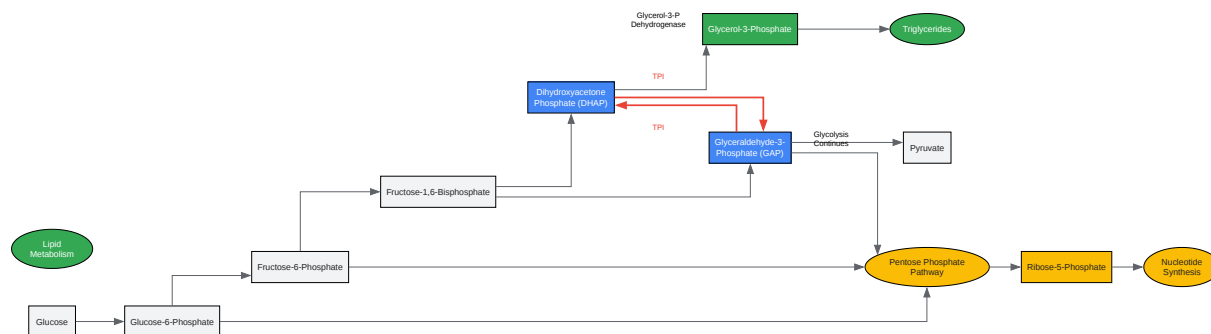 Glycerol-3-P
Dehydrogenase
Glycerol-3-Phosphate
Triglycerides
TPI
Dihydroxyacetone
Phosphate (DHAP)
TPI
Glyceraldehyde-3-
Phosphate (GAP)
Glycolysis
Continues
Pyruvate
Fructose-1,6-Bisphosphate
Lipid
Metabolism
Fructose-6-Phosphate
Pentose Phosphate
Pathway
Ribose-5-Phosphate
Nucleotide
Synthesis
Glucose
Glucose-6-Phosphate